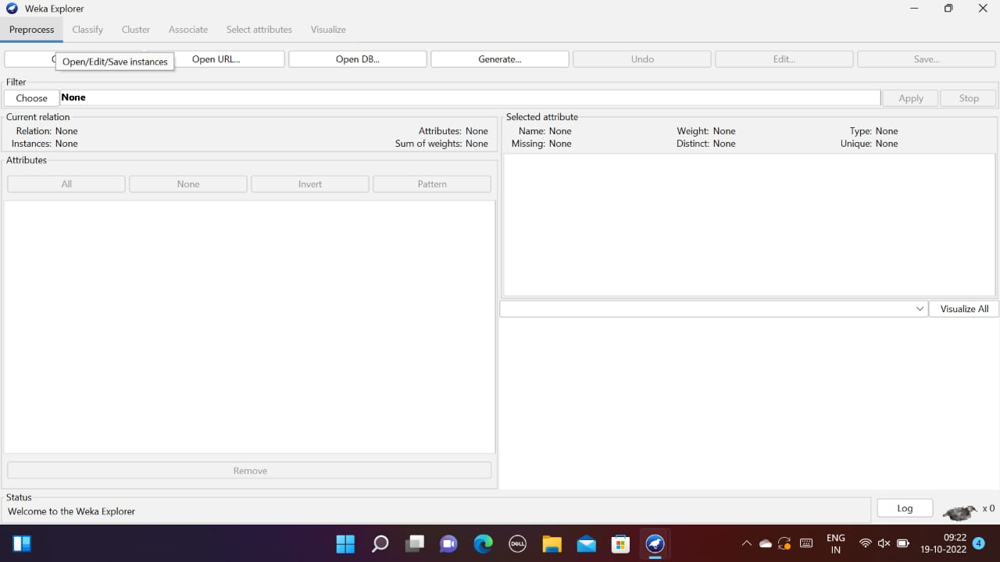 Weka Explorer
Preprocess Classify Cluster Associate Select attributes Visualize
Open/Edit/Save instances Open URL... Open DB... Generate... Undo Edit... Save...
Filter
Choose None Apply Stop
Current relation
Relation: None Attributes: None
Instances: None Sum of weights: None
Selected attribute
Name: None Weight: None Type: None
Missing: None Distinct: None Unique: None
Attributes
All None Invert Pattern
Visualize All
Remove
Status
Welcome to the Weka Explorer
Log x 0
DELL
ENG
IN
09:22
19-10-2022
4